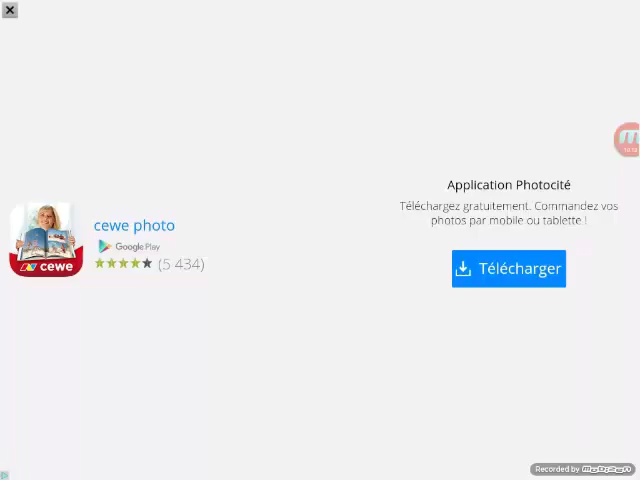 Application Photocité
Téléchargez gratuitement. Commandez vos
photos par mobile ou tablette !
Télécharger
cewe photo
Google Play
(5 434)
cewe
Recorded by Mobizen